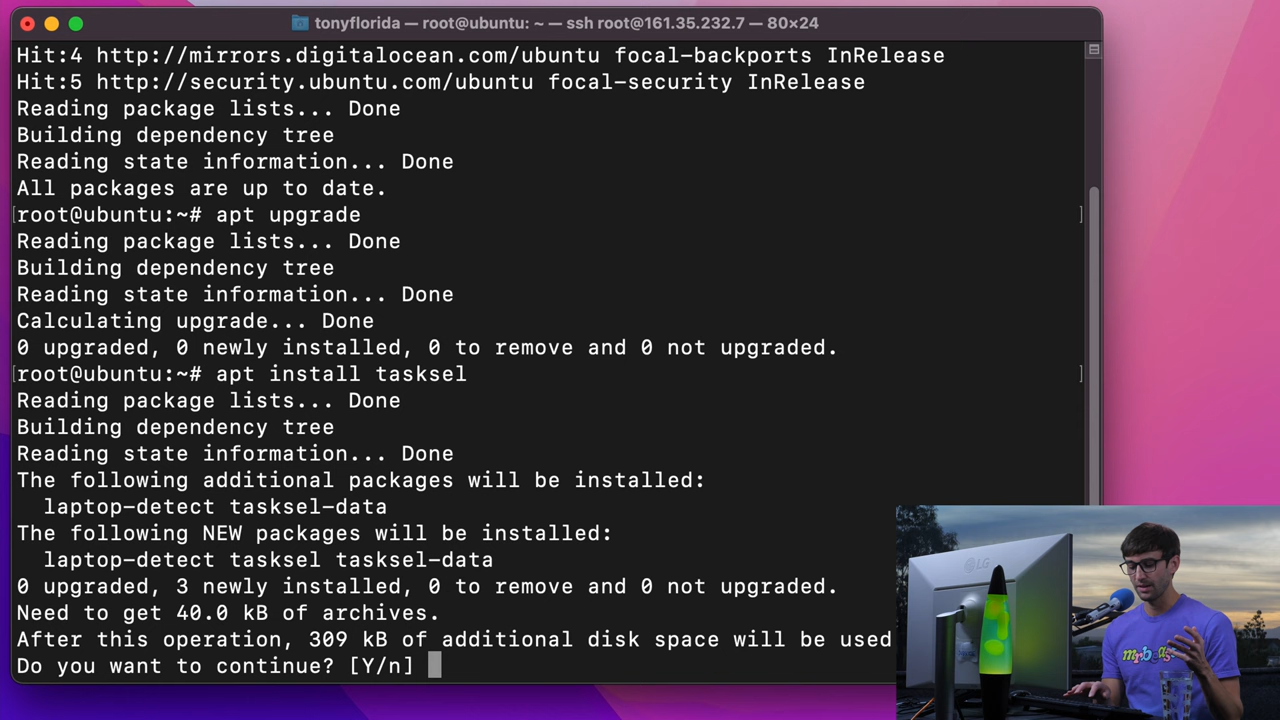 tonyflorida — root@ubuntu: ~ — ssh root@161.35.232.7 — 80×24
Hit:4 http://mirrors.digitalocean.com/ubuntu focal-backports InRelease
Hit:5 http://security.ubuntu.com/ubuntu focal-security InRelease
Reading package lists... Done
Building dependency tree
Reading state information... Done
All packages are up to date.
[root@ubuntu:~# apt upgrade ]
Reading package lists... Done
Building dependency tree
Reading state information... Done
Calculating upgrade... Done
0 upgraded, 0 newly installed, 0 to remove and 0 not upgraded.
[root@ubuntu:~# apt install tasksel ]
Reading package lists... Done
Building dependency tree
Reading state information... Done
The following additional packages will be installed:
laptop-detect tasksel-data
The following NEW packages will be installed:
laptop-detect tasksel tasksel-data
0 upgraded, 3 newly installed, 0 to remove and 0 not upgraded.
Need to get 40.0 kB of archives.
After this operation, 309 kB of additional disk space will be used
Do you want to continue? [Y/n]
LG